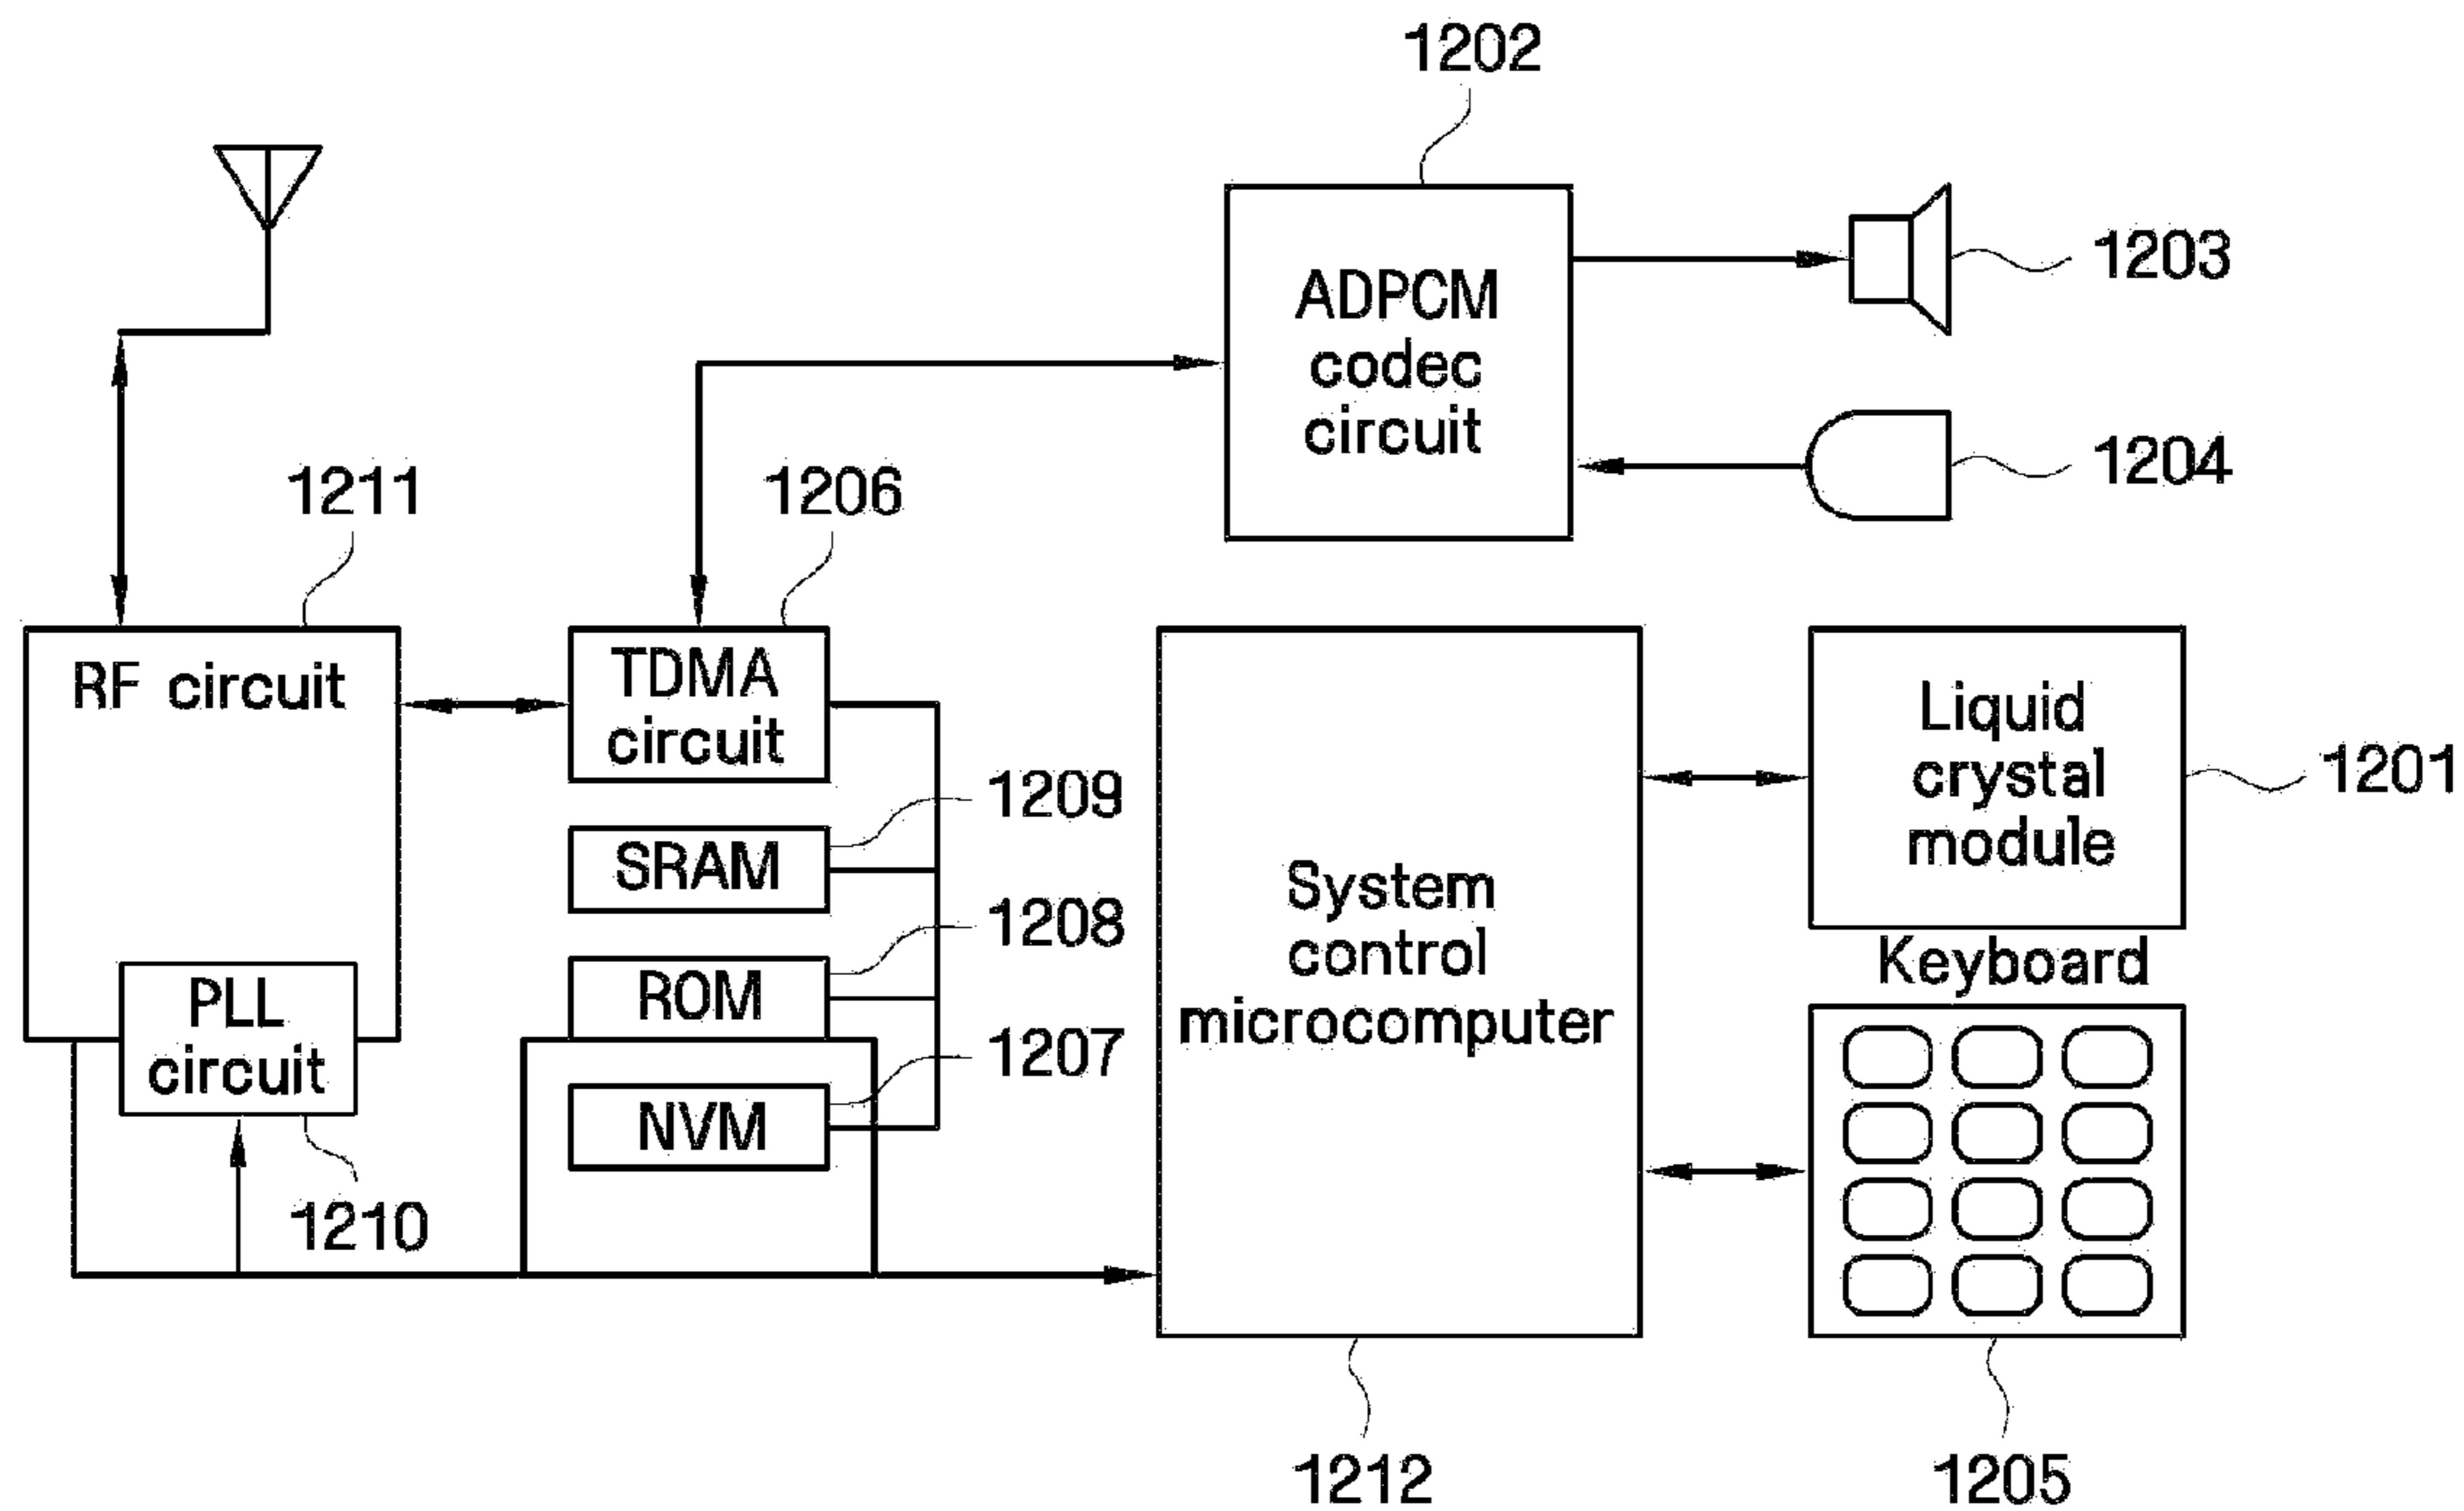 1202
1203
ADPCM
codec
circuit
1204
1211
1206
RF circuit
TDMA
circuit
1209
SRAM
1208
ROM
1207
NVM
PLL
circuit
1210
System
control
microcomputer
Liquid
crystal
module
1201
Keyboard
1212
1205